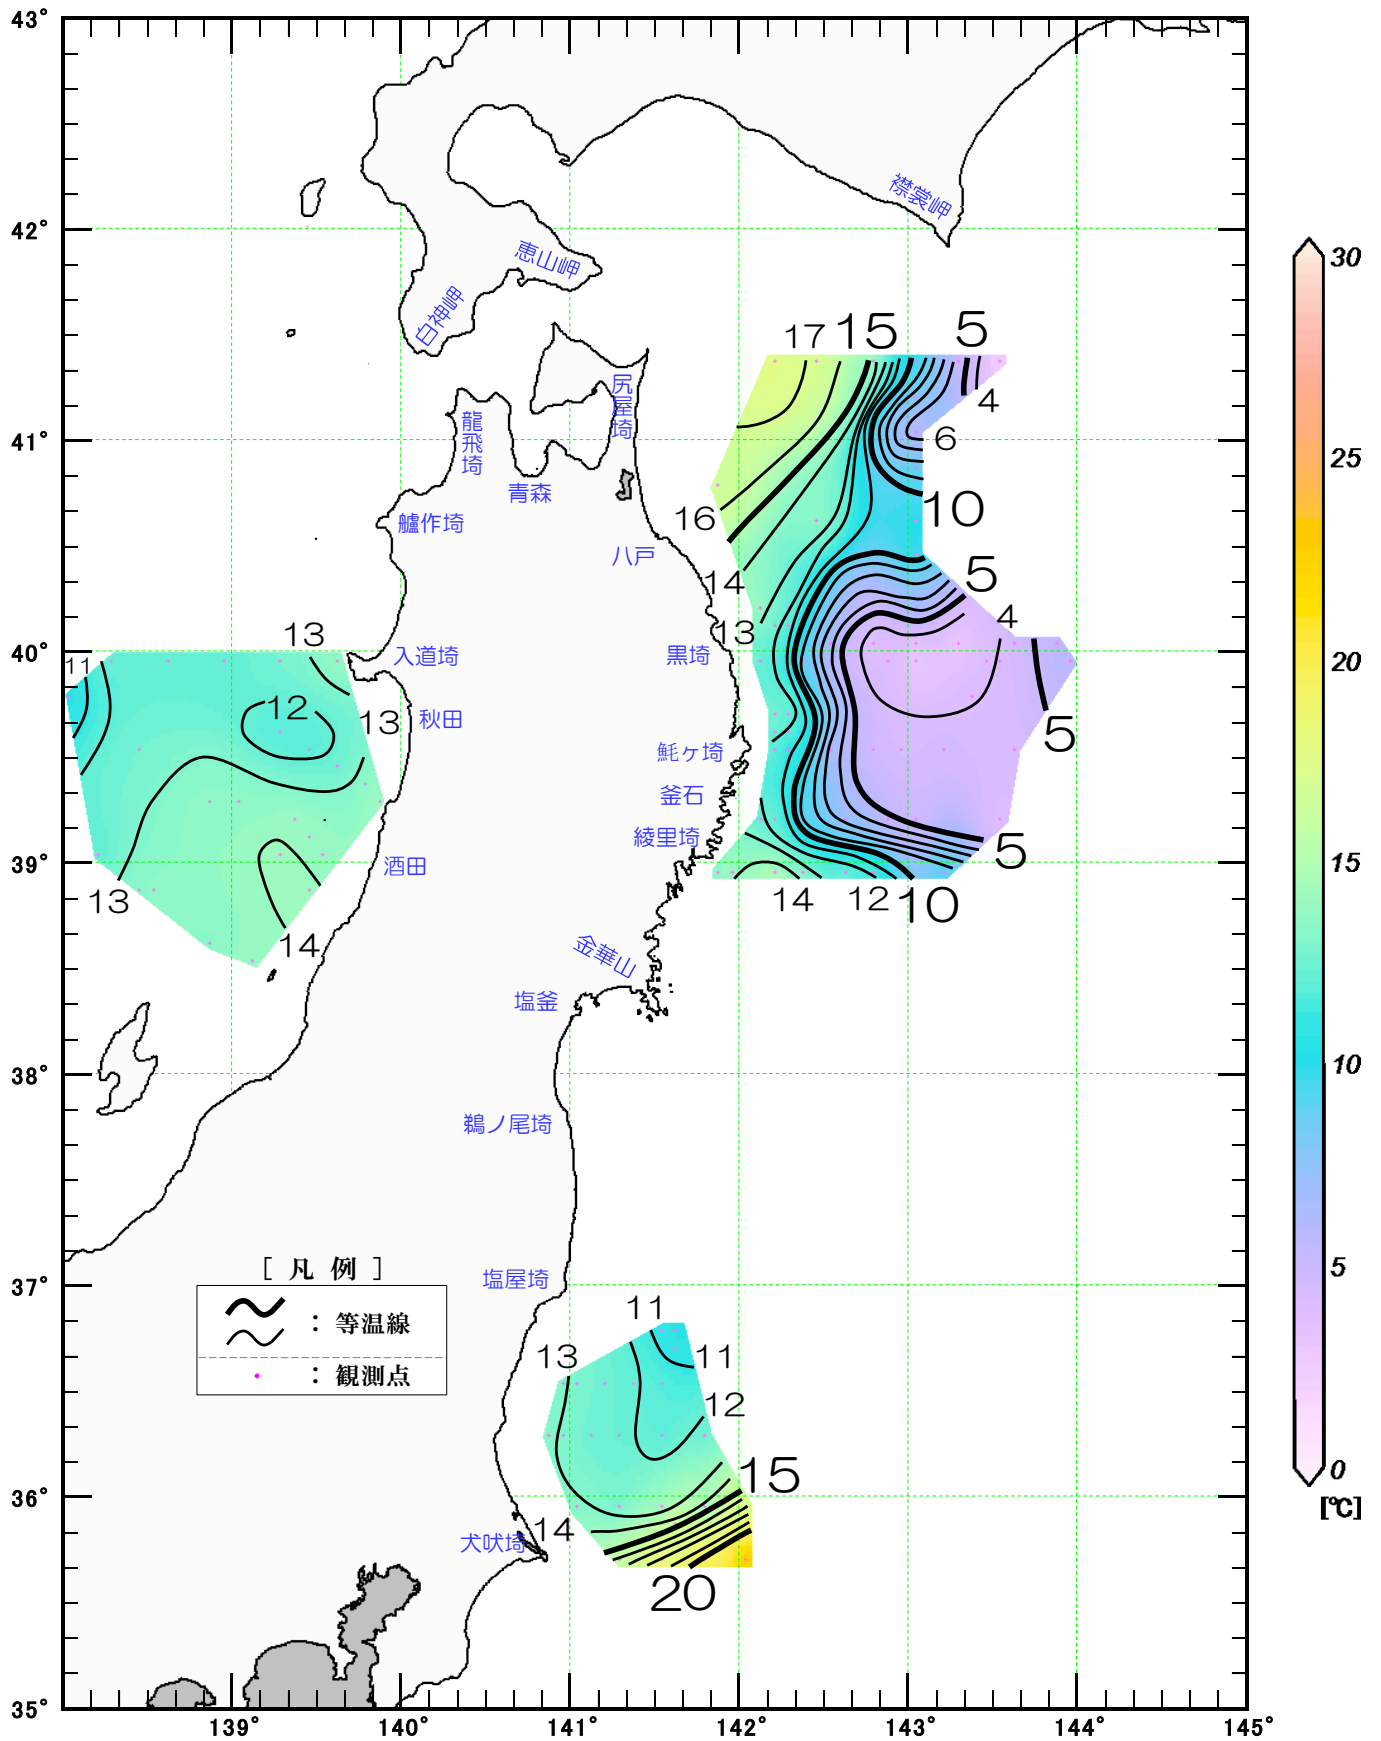 43°
42°
41°
40°
39°
38°
37°
36°
35°
139°
140°
141°
142°
143°
144°
145°
襟裳岬
恵山岬
白神岬
尻屋埼
龍飛埼
青森
艫作埼
八戸
入道埼
黒埼
秋田
魹ヶ埼
釜石
綾里埼
酒田
金華山
塩釜
鵜ノ尾埼
塩屋埼
犬吠埼
17
15
5
4
6
16
10
14
5
4
13
5
5
14
12
10
13
11
12
13
13
14
11
13
11
12
15
14
20
[ 凡 例 ]
: 等温線
: 観測点
30
25
20
15
10
5
0
[℃]